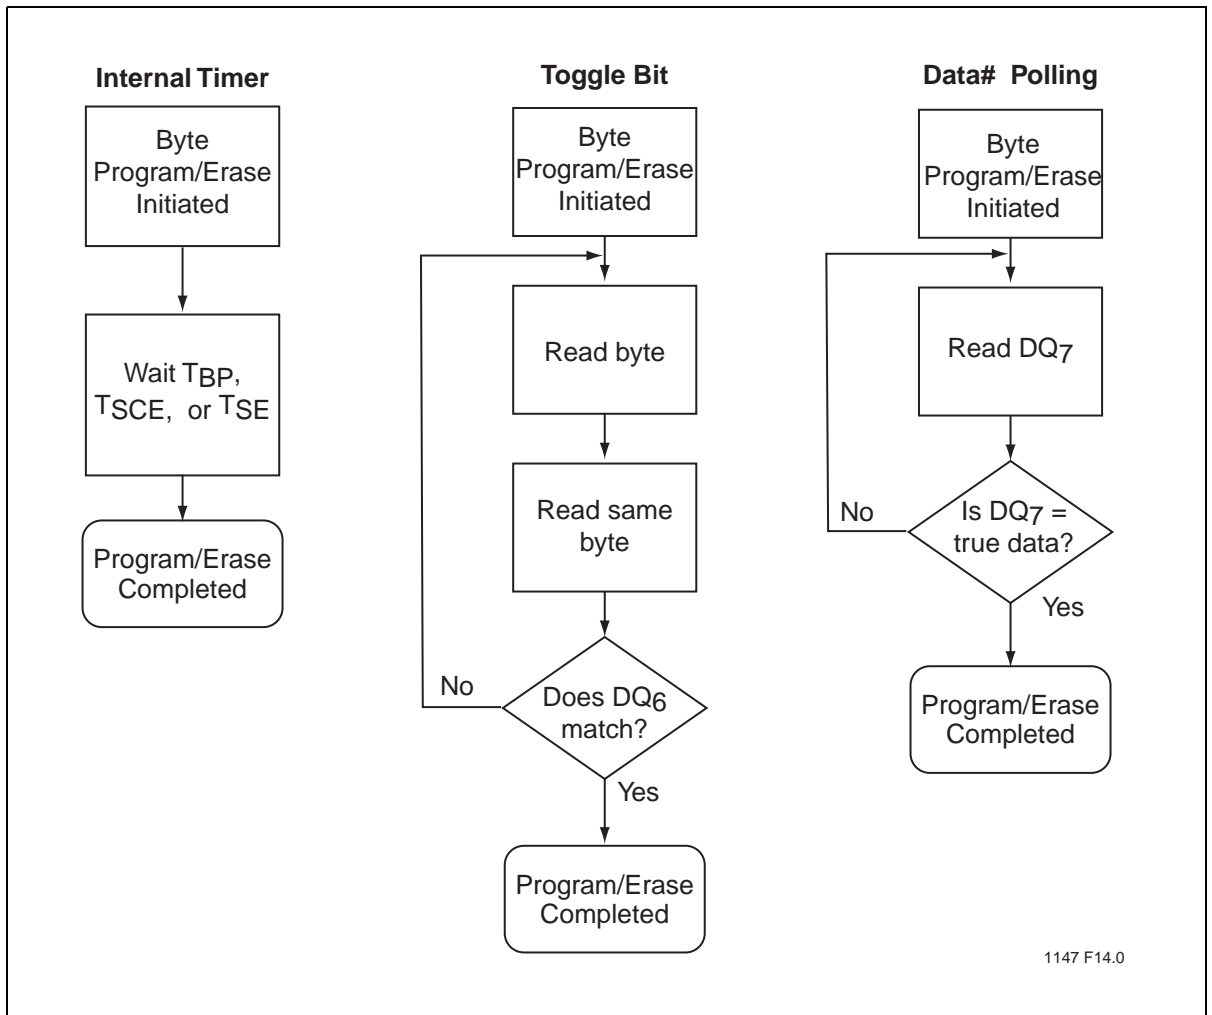 Internal Timer
Byte
Program/Erase
Initiated
Wait TBP,
TSCE, or TSE
Program/Erase
Completed
Toggle Bit
Byte
Program/Erase
Initiated
Read byte
Read same
byte
No
Does DQ6
match?
Yes
Program/Erase
Completed
Data# Polling
Byte
Program/Erase
Initiated
Read DQ7
No
Is DQ7 =
true data?
Yes
Program/Erase
Completed
1147 F14.0